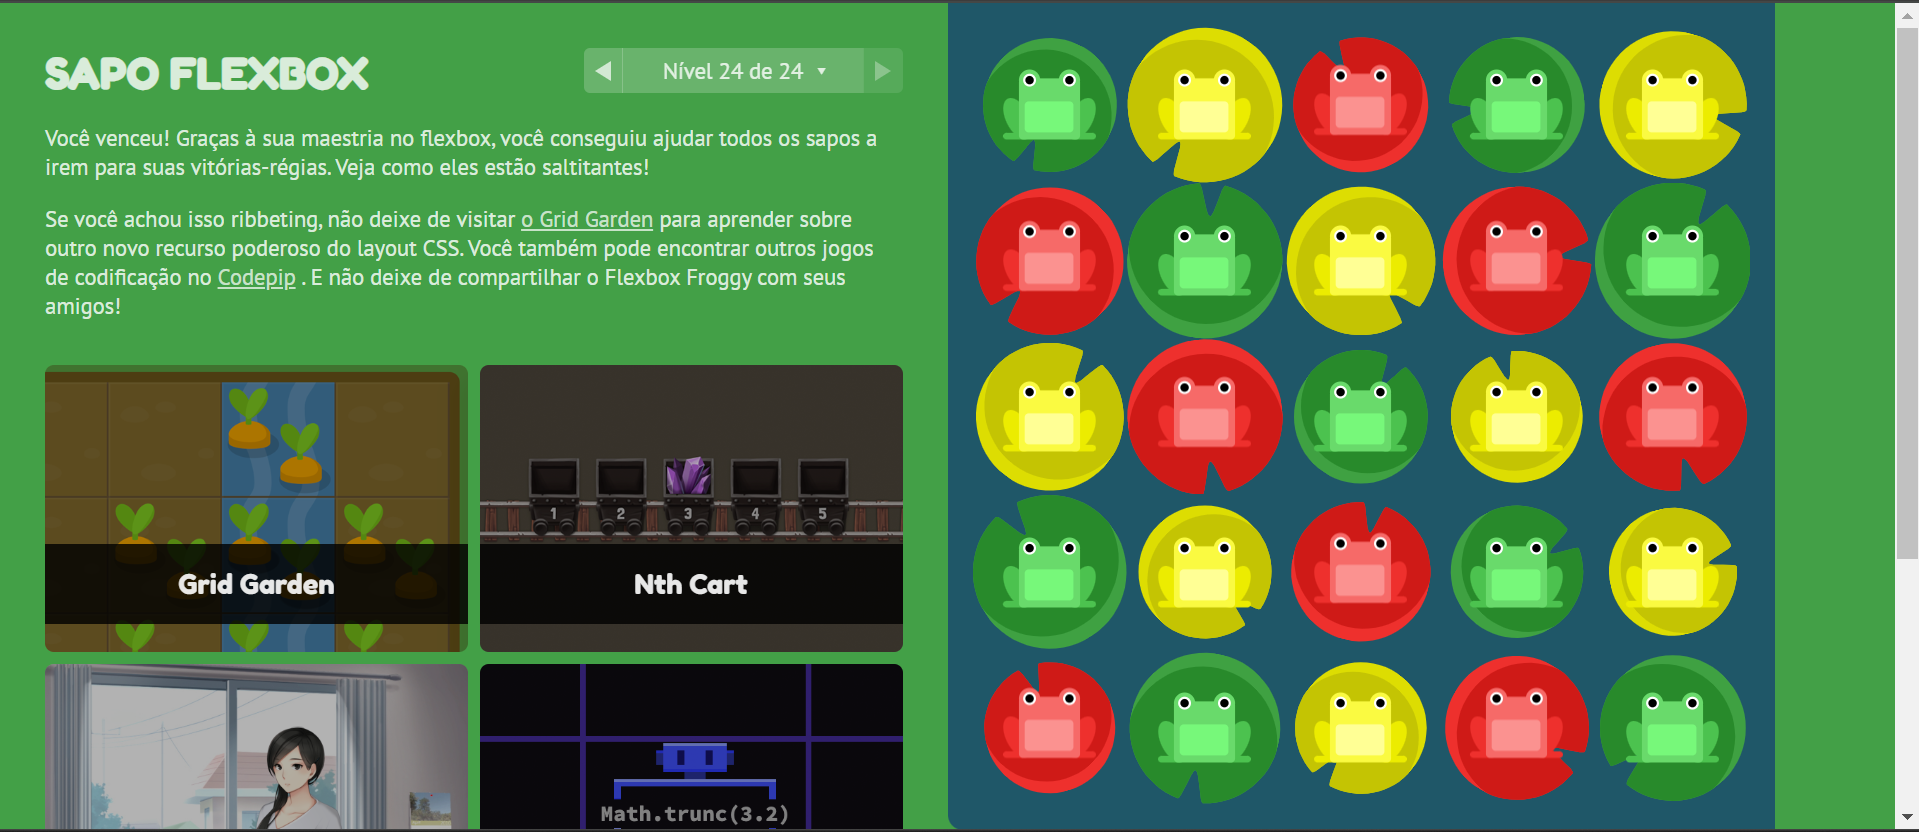 SAPO FLEXBOX
Nível 24 de 24
Você venceu! Graças à sua maestria no flexbox, você conseguiu ajudar todos os sapos a
irem para suas vitórias-régias. Veja como eles estão saltitantes!
Se você achou isso ribbeting, não deixe de visitar o Grid Garden para aprender sobre
outro novo recurso poderoso do layout CSS. Você também pode encontrar outros jogos
de codificação no Codepip . E não deixe de compartilhar o Flexbox Froggy com seus
amigos!
1 2 3 4 5
Grid Garden
Nth Cart
Math.trunc(3.2)